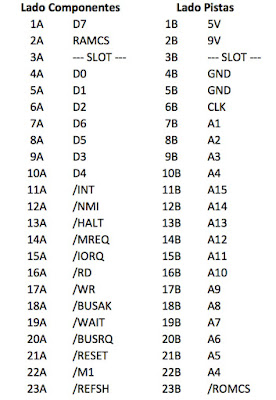 Lado Componentes Lado Pistas
1A D7 1B 5V
2A RAMCS 2B 9V
3A --- SLOT --- 3B --- SLOT ---
4A D0 4B GND
5A D1 5B GND
6A D2 6B CLK
7A D6 7B A1
8A D5 8B A2
9A D3 9B A3
10A D4 10B A4
11A /INT 11B A15
12A /NMI 12B A14
13A /HALT 13B A13
14A /MREQ 14B A12
15A /IORQ 15B A11
16A /RD 16B A10
17A /WR 17B A9
18A /BUSAK 18B A8
19A /WAIT 19B A7
20A /BUSRQ 20B A6
21A /RESET 21B A5
22A /M1 22B A4
23A /REFSH 23B /ROMCS